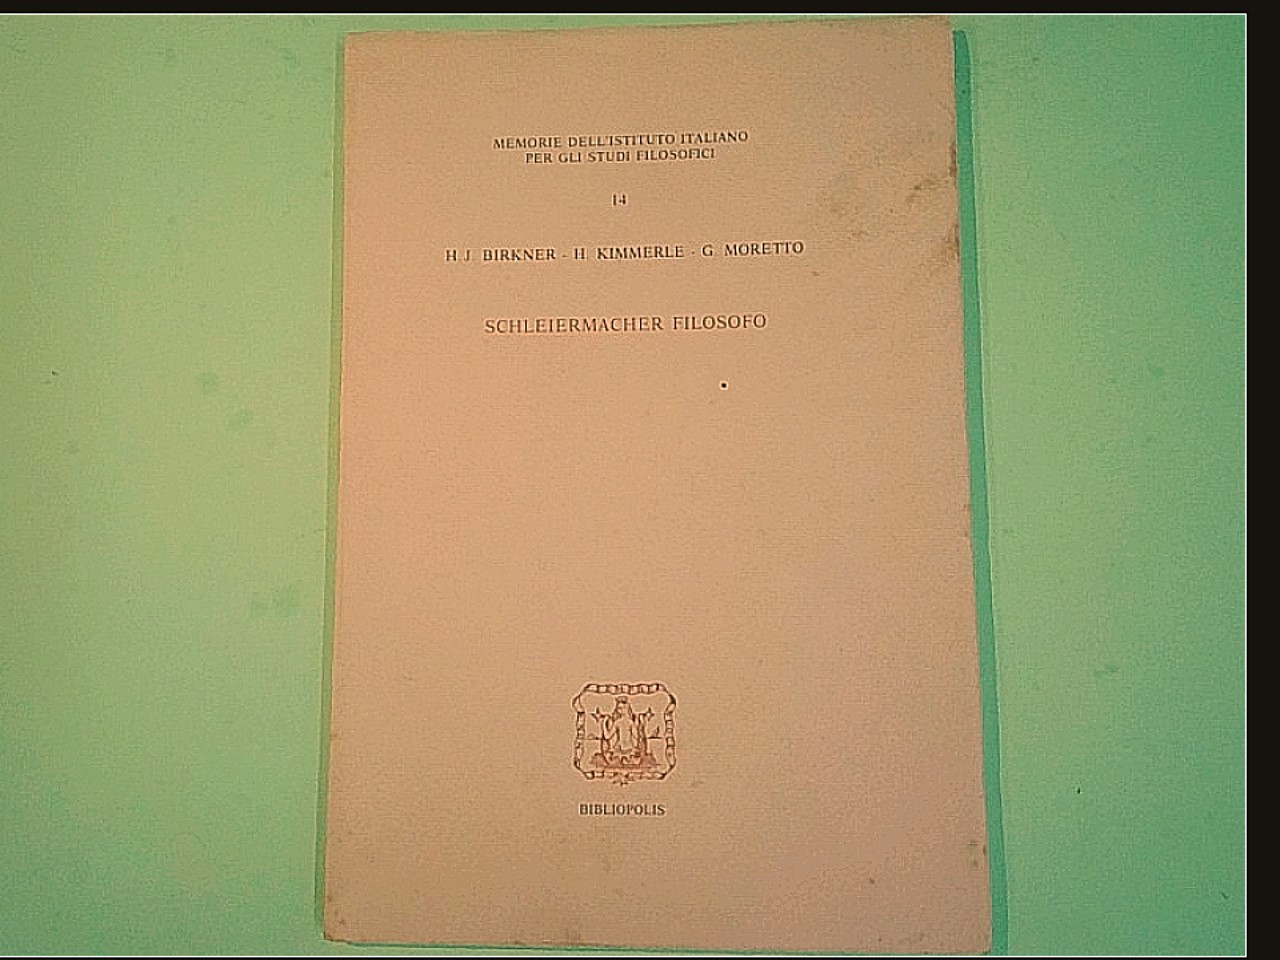 MEMORIE DELL'ISTITUTO ITALIANO
PER GLI STUDI FILOSOFICI
14
H. J. BIRKNER - H. KIMMERLE - G. MORETTO
SCHLEIERMACHER FILOSOFO
BIBLIOPOLIS